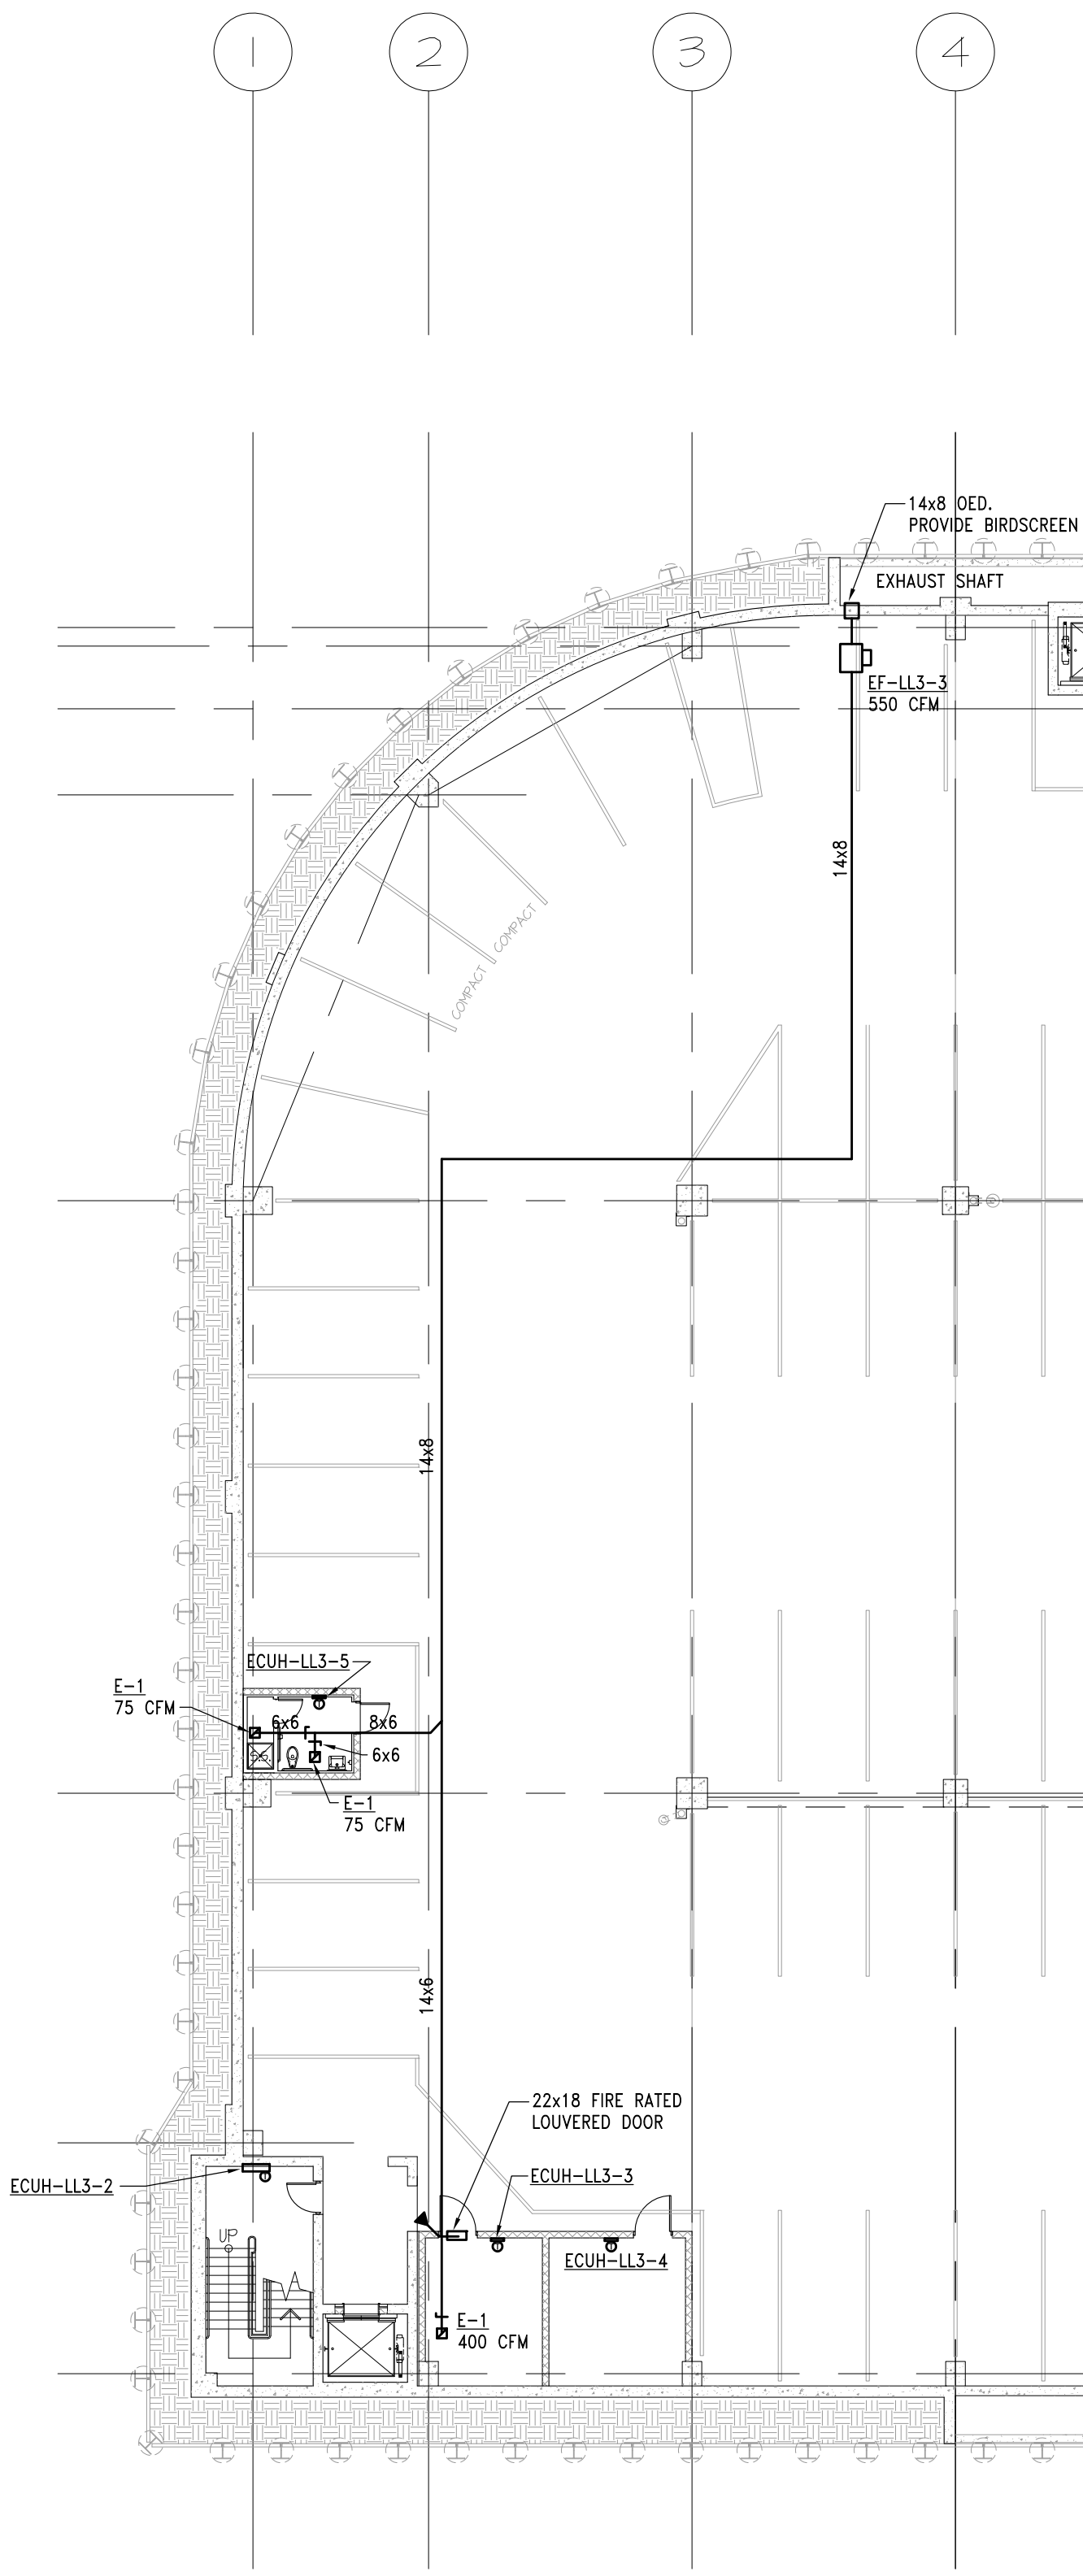 1
2
3
4
14x8 OED.
PROVIDE BIRDSCREEN
EXHAUST SHAFT
EF-LL3-3
550 CFM
14x8
COMPACT
COMPACT
14x8
ECUH-LL3-5
E-1
75 CFM
6x6
8x6
6x6
E-1
75 CFM
14x6
22x18 FIRE RATED
LOUVERED DOOR
ECUH-LL3-2
ECUH-LL3-3
UP
ECUH-LL3-4
E-1
400 CFM